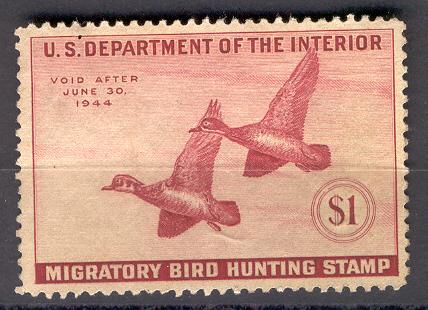 U.S. DEPARTMENT OF THE INTERIOR
VOID AFTER
JUNE 30,
1944
$1
MIGRATORY BIRD HUNTING STAMP